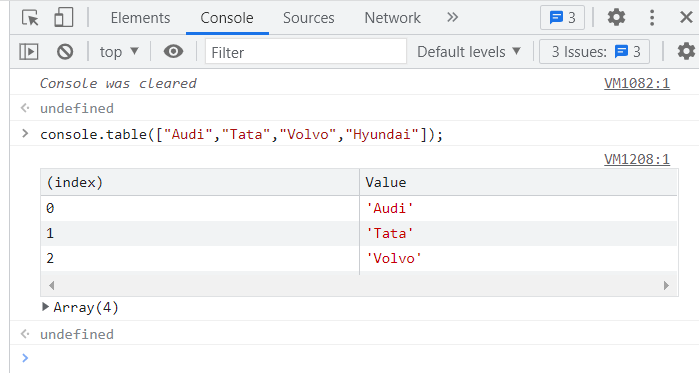 Elements Console Sources Network » 3
top ▼ Filter Default levels ▼ 3 Issues: 3
Console was cleared VM1082:1
undefined
console.table(["Audi","Tata","Volvo","Hyundai"]);
VM1208:1
(index) Value
0 'Audi'
1 'Tata'
2 'Volvo'
Array(4)
undefined